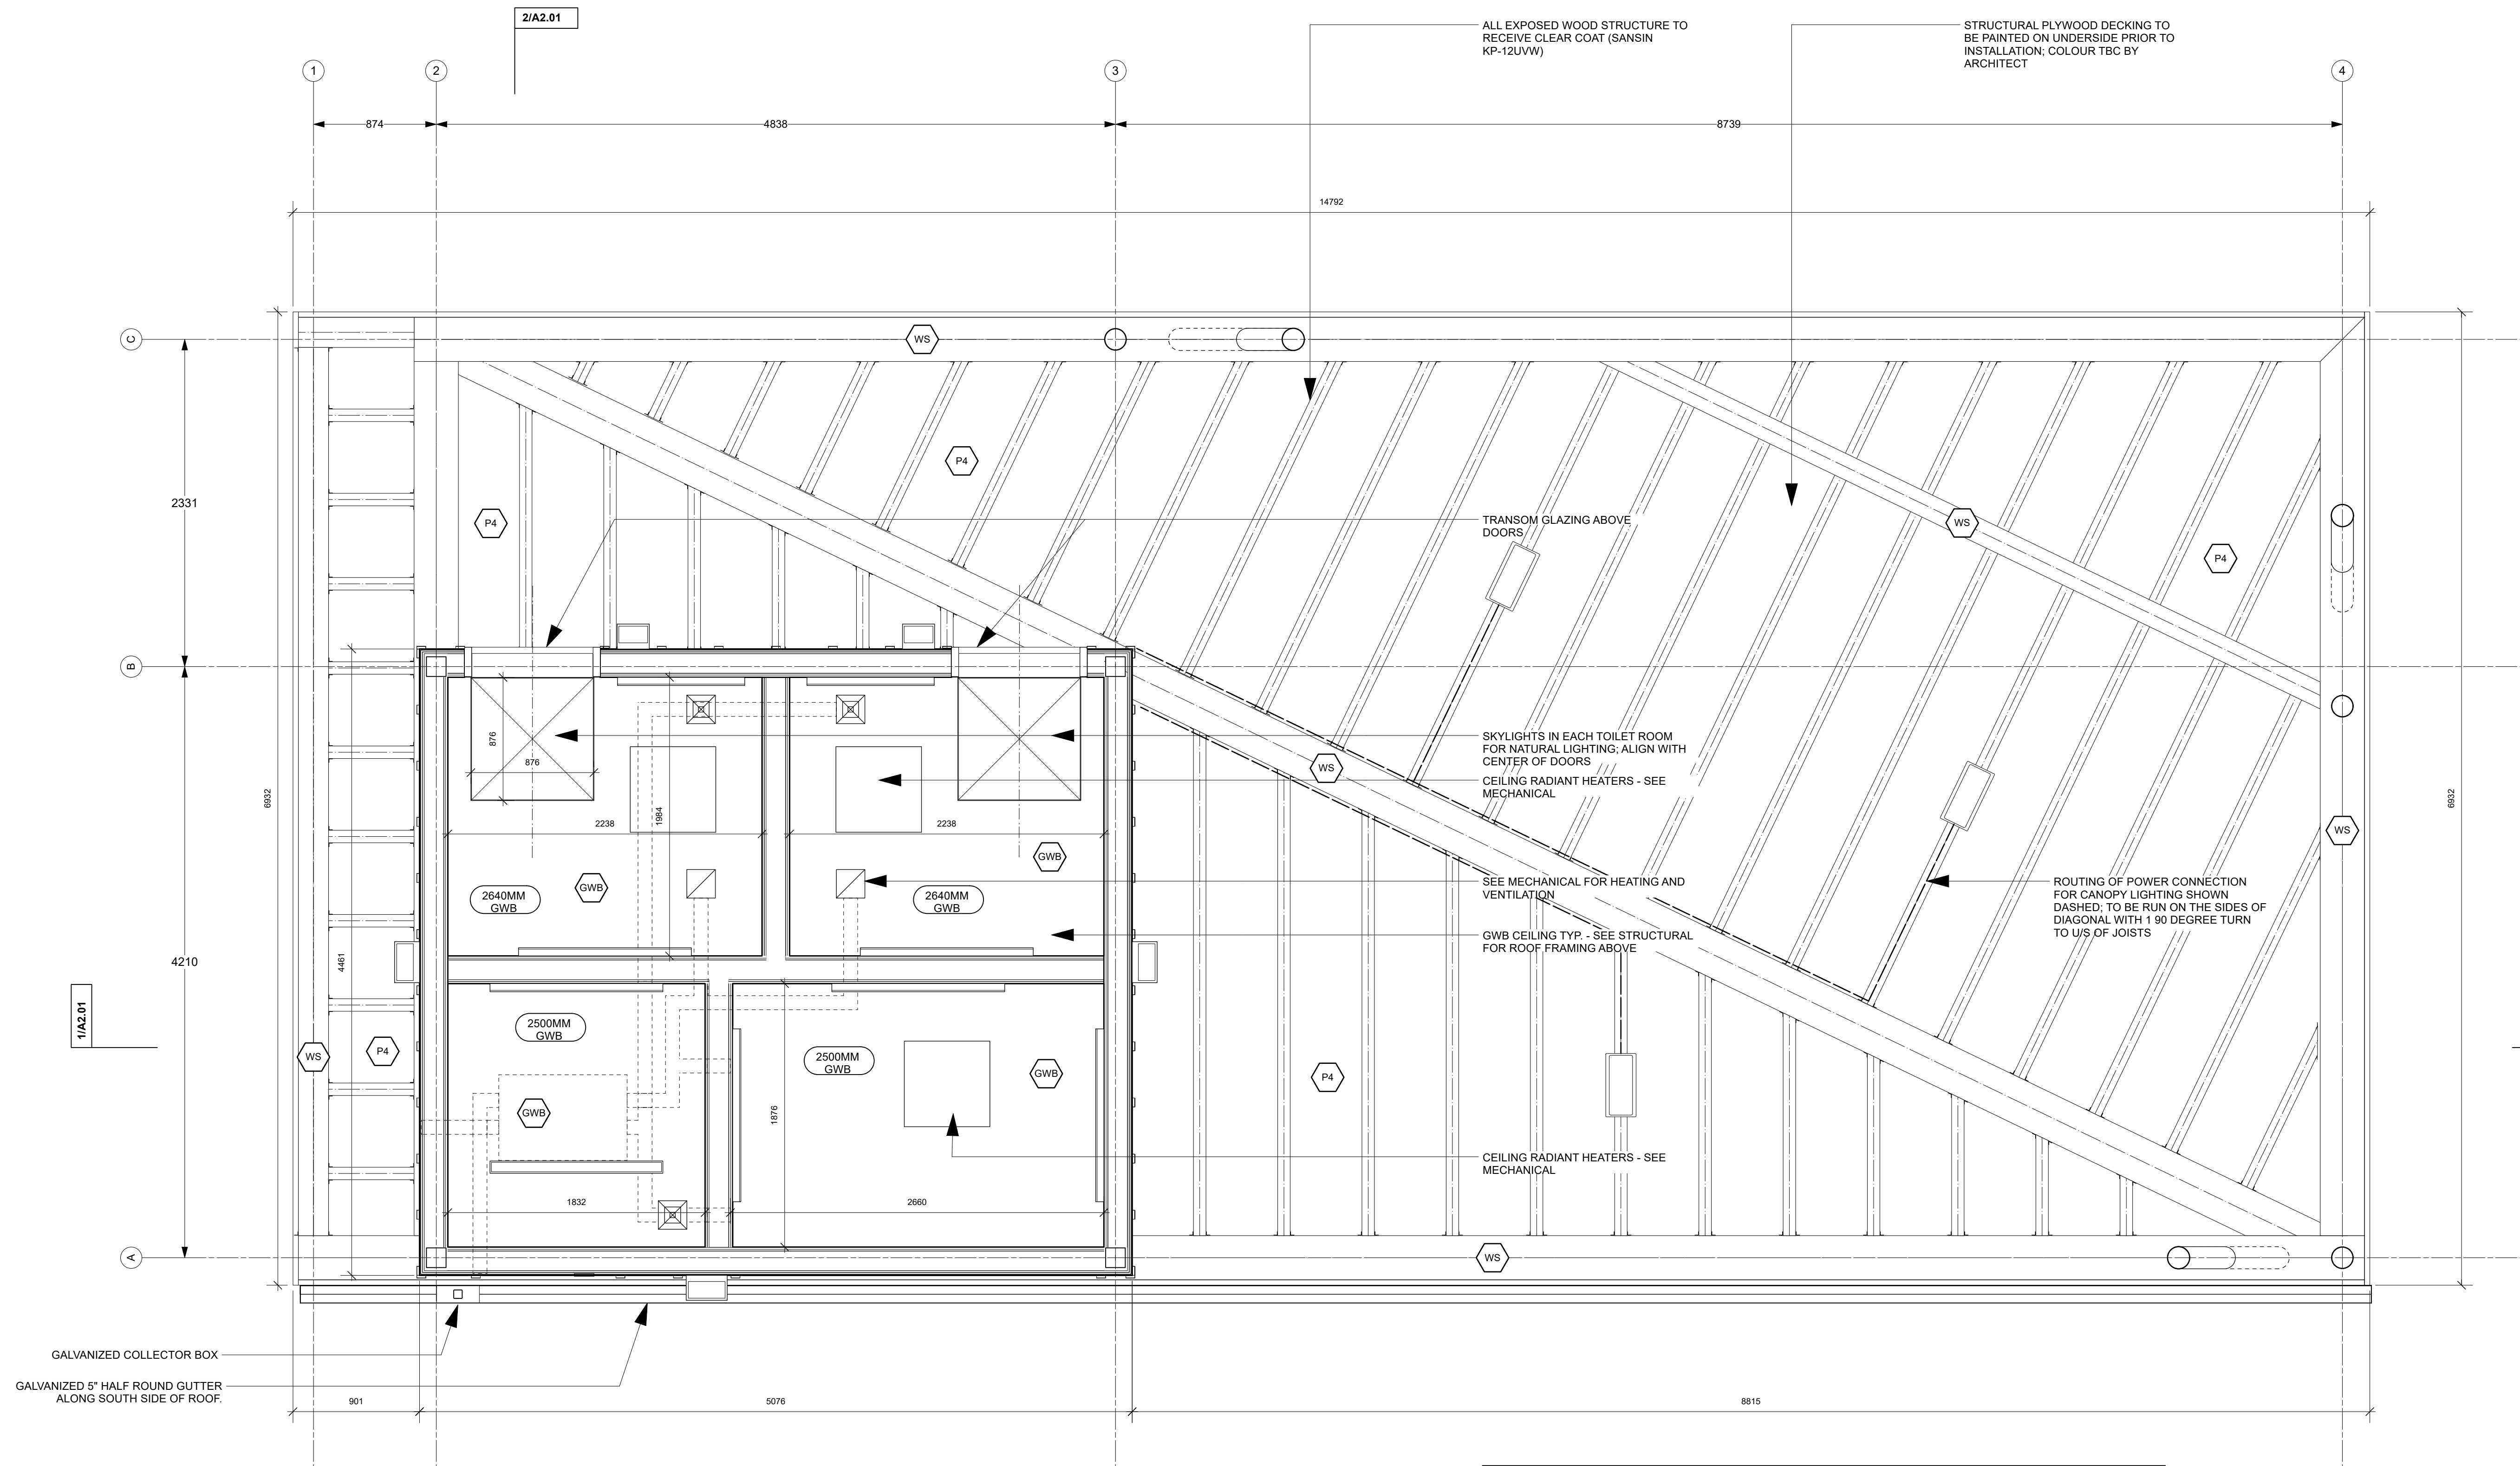 2/A2.01
ALL EXPOSED WOOD STRUCTURE TO
RECEIVE CLEAR COAT (SANSIN
KP-12UVW)
STRUCTURAL PLYWOOD DECKING TO
BE PAINTED ON UNDERSIDE PRIOR TO
INSTALLATION; COLOUR TBC BY
ARCHITECT
1
2
3
4
874
4838
8739
14792
C
WS
P4
2331
P4
TRANSOM GLAZING ABOVE
DOORS
WS
P4
B
876
876
SKYLIGHTS IN EACH TOILET ROOM
FOR NATURAL LIGHTING; ALIGN WITH
CENTER OF DOORS
WS
CEILING RADIANT HEATERS - SEE
MECHANICAL
6932
1984
2238
2238
6932
WS
GWB
GWB
2640MM
GWB
2640MM
GWB
SEE MECHANICAL FOR HEATING AND
VENTILATION
ROUTING OF POWER CONNECTION
FOR CANOPY LIGHTING SHOWN
DASHED; TO BE RUN ON THE SIDES OF
DIAGONAL WITH 1 90 DEGREE TURN
TO U/S OF JOISTS
GWB CEILING TYP. - SEE STRUCTURAL
FOR ROOF FRAMING ABOVE
4210
4461
1/A2.01
2500MM
GWB
WS
P4
2500MM
GWB
GWB
P4
GWB
1876
CEILING RADIANT HEATERS - SEE
MECHANICAL
1832
2660
A
WS
GALVANIZED COLLECTOR BOX
GALVANIZED 5" HALF ROUND GUTTER
ALONG SOUTH SIDE OF ROOF.
901
5076
8815